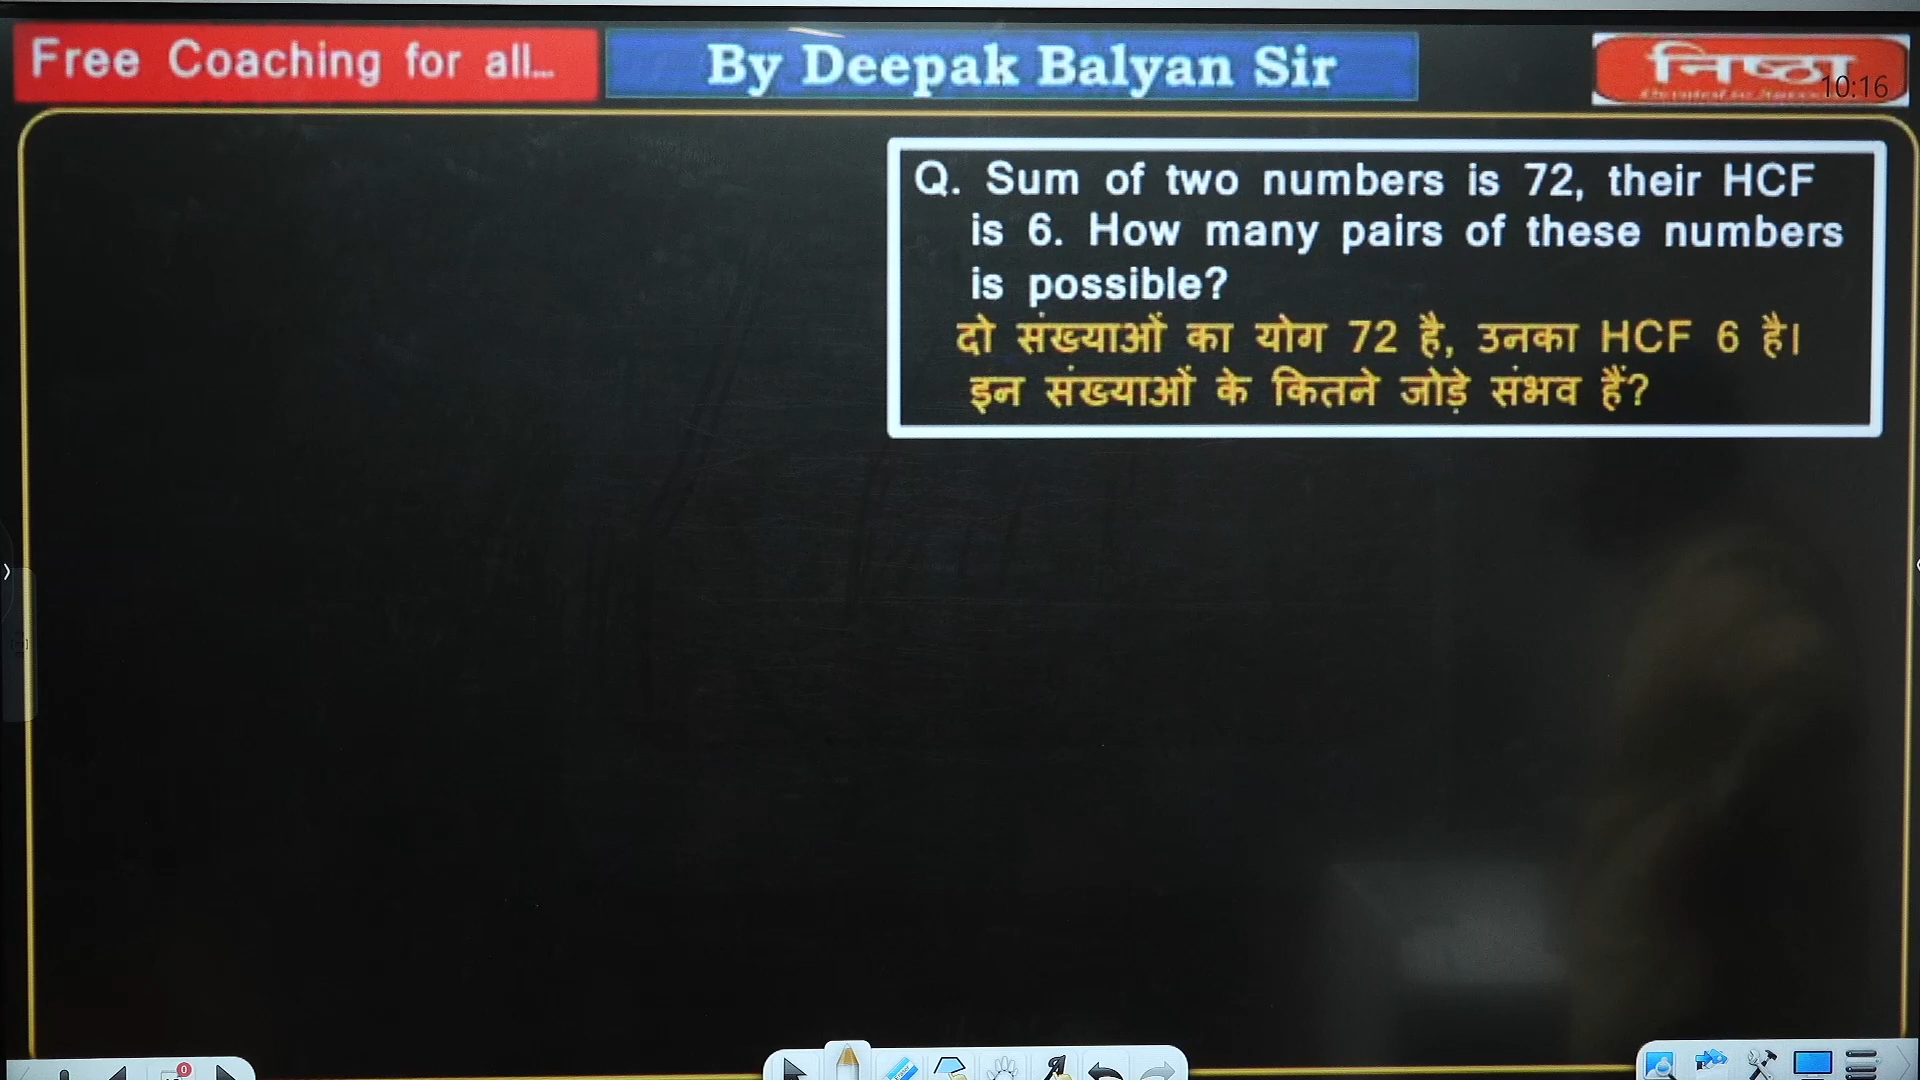 Free Coaching for all...
By Deepak Balyan Sir
निष्ठा
10:16
Q. Sum of two numbers is 72, their HCF
is 6. How many pairs of these numbers
is possible?
दो संख्याओं का योग 72 है, उनका HCF 6 है।
इन संख्याओं के कितने जोड़े संभव हैं?
0